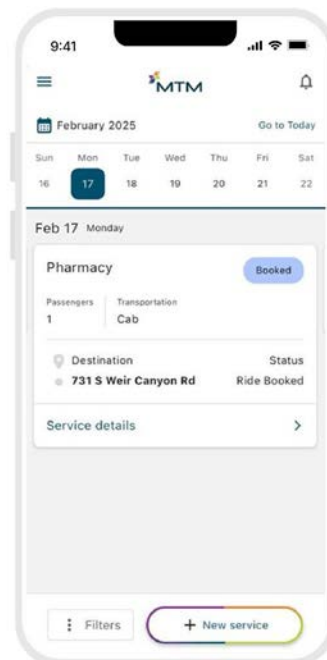 9:41
MTM
February 2025 Go to Today
Sun Mon Tue Wed Thu Fri Sat
16 17 18 19 20 21 22
Feb 17 Monday
Pharmacy Booked
Passengers Transportation
1 Cab
Destination Status
731 S Weir Canyon Rd Ride Booked
Service details
Filters + New service